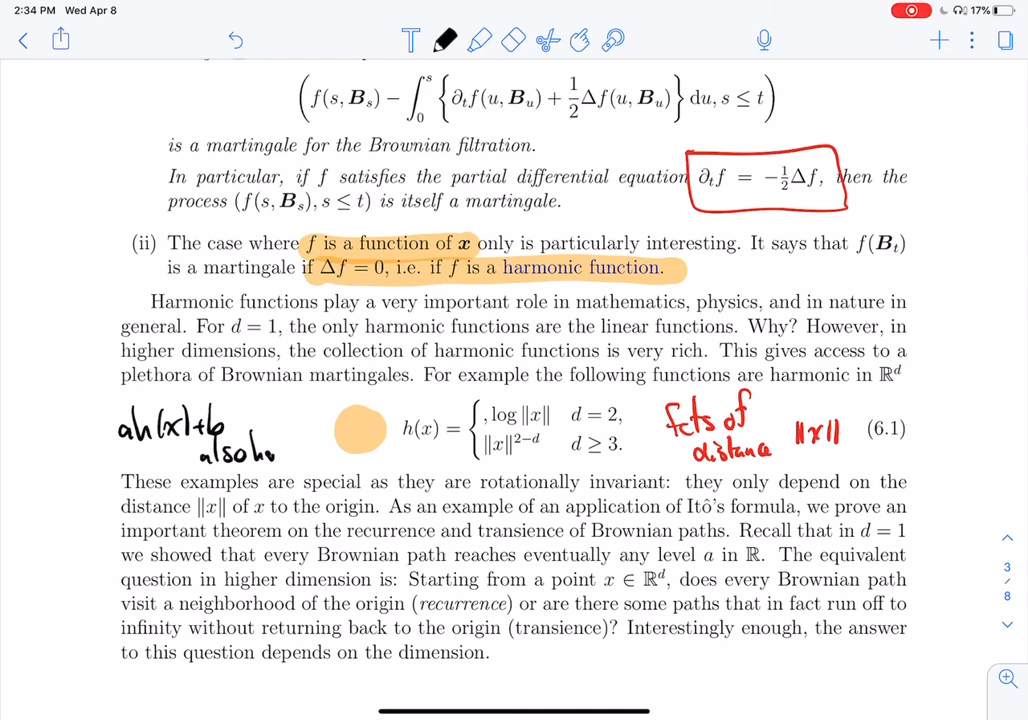 2:34 PM Wed Apr 8
17%
(f(s, B_s) − ∫_0^s {∂_t f(u, B_u) + 1/2 Δf(u, B_u)} du, s ≤ t)
is a martingale for the Brownian filtration.
In particular, if f satisfies the partial differential equation ∂_t f = −1/2 Δf, then the
process (f(s, B_s), s ≤ t) is itself a martingale.
(ii) The case where f is a function of x only is particularly interesting. It says that f(B_t)
is a martingale if Δf = 0, i.e. if f is a harmonic function.
Harmonic functions play a very important role in mathematics, physics, and in nature in
general. For d = 1, the only harmonic functions are the linear functions. Why? However, in
higher dimensions, the collection of harmonic functions is very rich. This gives access to a
plethora of Brownian martingales. For example the following functions are harmonic in ℝ^d
ah(x)+b
also ha
h(x) = { , log ‖x‖ d = 2,
‖x‖^{2−d} d ≥ 3.
fcts of
distance ‖x‖
(6.1)
These examples are special as they are rotationally invariant: they only depend on the
distance ‖x‖ of x to the origin. As an example of an application of Itô's formula, we prove an
important theorem on the recurrence and transience of Brownian paths. Recall that in d = 1
we showed that every Brownian path reaches eventually any level a in ℝ. The equivalent
question in higher dimension is: Starting from a point x ∈ ℝ^d, does every Brownian path
visit a neighborhood of the origin (recurrence) or are there some paths that in fact run off to
infinity without returning back to the origin (transience)? Interestingly enough, the answer
to this question depends on the dimension.
3
/
8